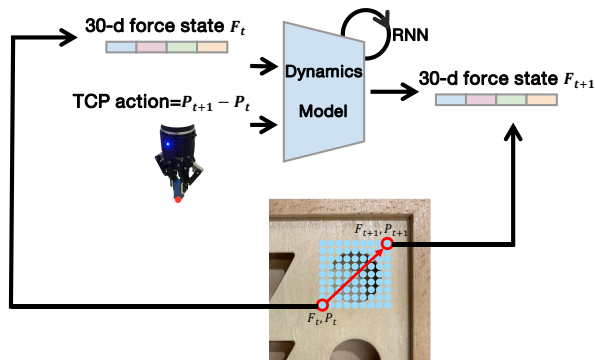 30-d force state F_t
RNN
Dynamics
Model
30-d force state F_{t+1}
TCP action=P_{t+1} − P_t
F_{t+1}, P_{t+1}
F_t, P_t